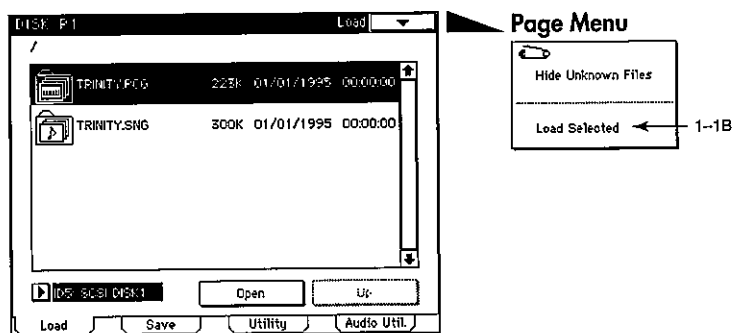 DISK P1 Load
Page Menu
/
TRINITY.PCG 223K 01/01/1995 00:00:00
TRINITY.SNG 300K 01/01/1995 00:00:00
Hide Unknown Files
Load Selected
1–1B
ID5: SCSI DISK1
Open
Up
Load
Save
Utility
Audio Util.